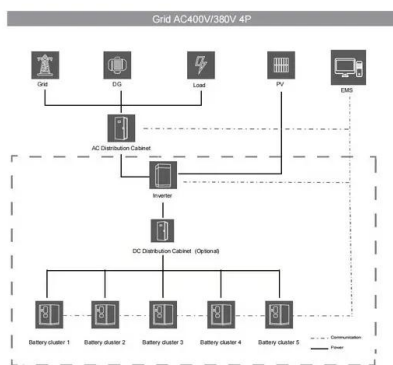 Grid AC400V/380V 4P
Grid
DG
Load
PV
EMS
AC Distribution Cabinet
Inverter
DC Distribution Cabinet (Optional)
Battery cluster 1
Battery cluster 2
Battery cluster 3
Battery cluster 4
Battery cluster 5
Communication
Power